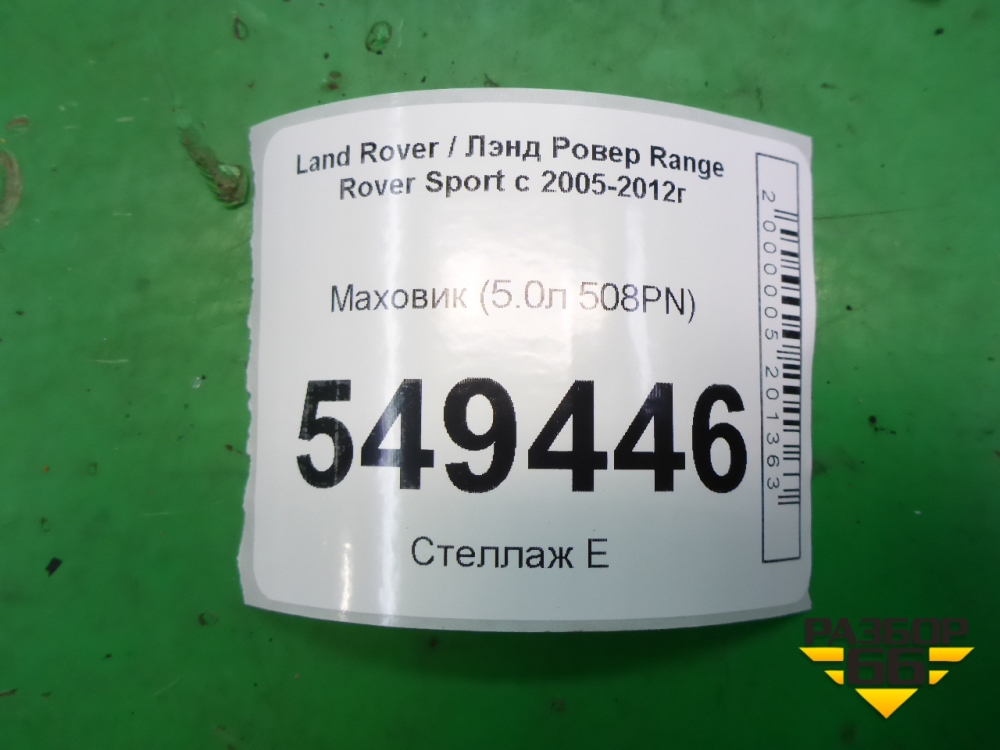 Land Rover / Лэнд Ровер Range
Rover Sport с 2005-2012г
Маховик (5.0л 508PN)
549446
Стеллаж Е
2000005201363
РАЗБОР
66